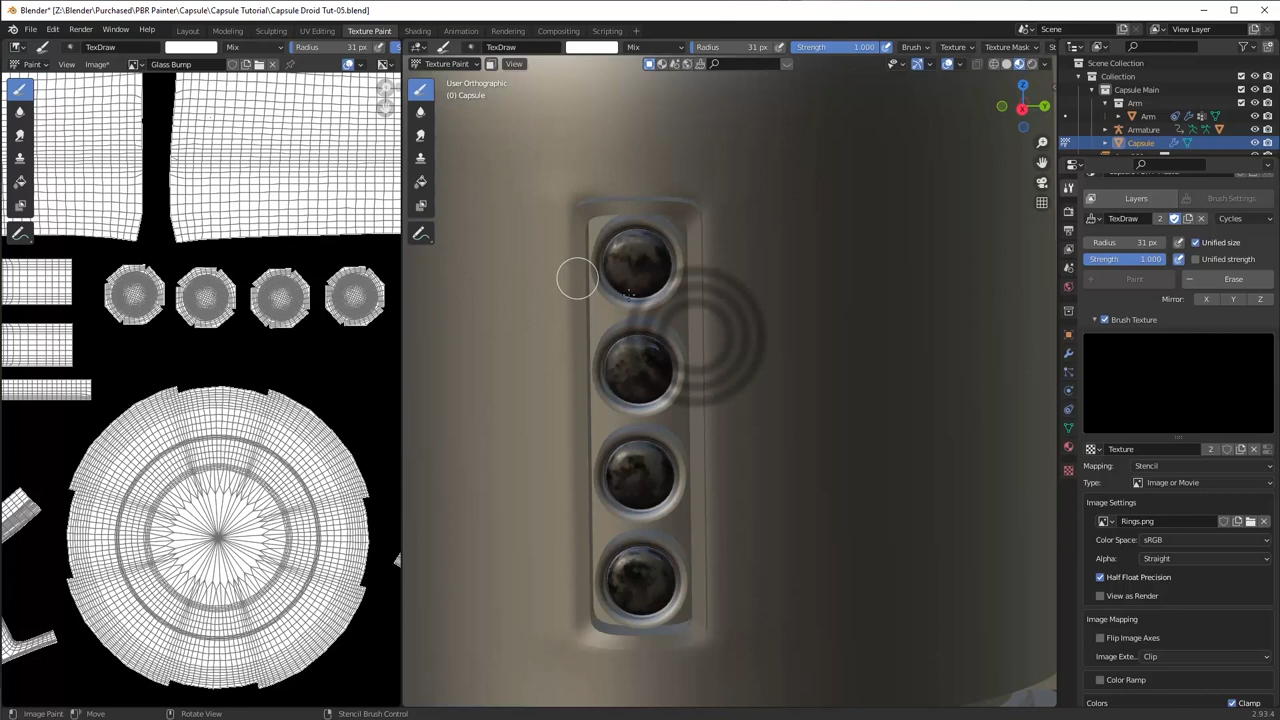 Blender* [Z:\Blender\Purchased\PBR Painter\Capsule\Capsule Tutorial\Capsule Droid Tut-05.blend]
File Edit Render Window Help Layout Modeling Sculpting UV Editing Texture Paint Shading Animation Rendering Compositing Scripting + Scene View Layer
TexDraw Mix Radius 31 px S TexDraw Mix Radius 31 px Strength 1.000 Brush Texture Texture Mask
Paint View Image* Glass Bump Texture Paint View
User Orthographic
(0) Capsule
Z
Y
X
Scene Collection
Collection
Capsule Main
Arm
Arm
Armature
Capsule
Layers Brush Settings
TexDraw 2 Cycles
Radius 31 px Unified size
Strength 1.000 Unified strength
Paint Erase
Mirror: X Y Z
Brush Texture
Texture 2
Mapping: Stencil
Type: Image or Movie
Image Settings
Rings.png
Color Space: sRGB
Alpha: Straight
Half Float Precision
View as Render
Image Mapping
Flip Image Axes
Image Exte... Clip
Color Ramp
Colors Clamp
Image Paint Move Rotate View Stencil Brush Control 2.93.4